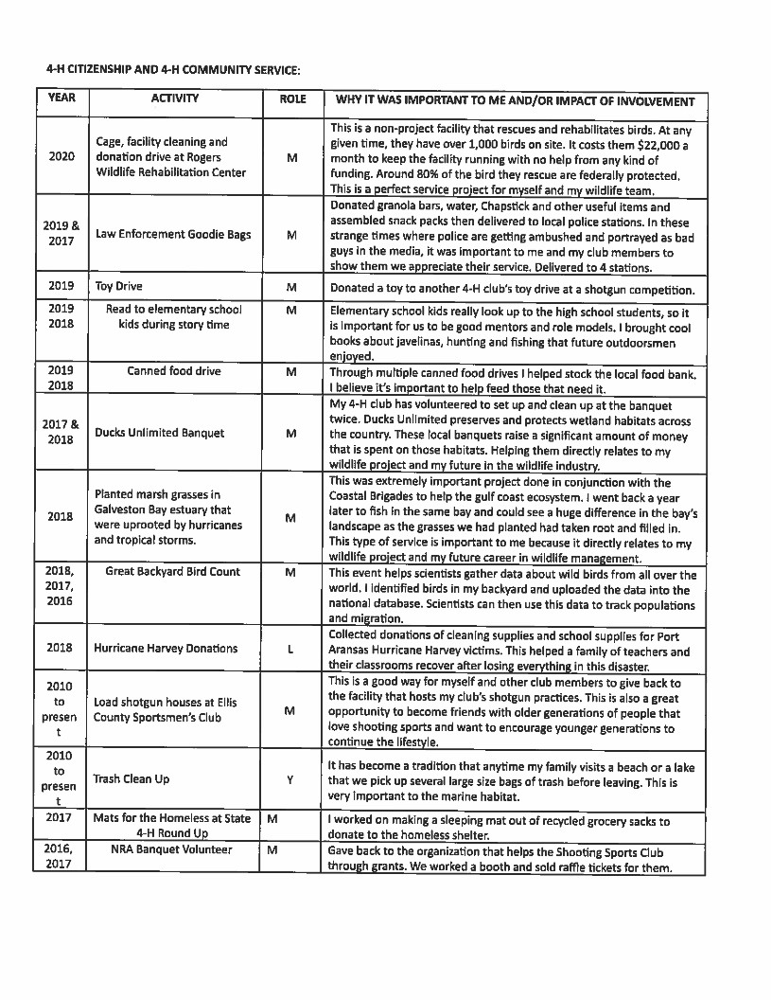 4-H CITIZENSHIP AND 4-H COMMUNITY SERVICE:
YEAR ACTIVITY ROLE WHY IT WAS IMPORTANT TO ME AND/OR IMPACT OF INVOLVEMENT
2020
Cage, facility cleaning and
donation drive at Rogers
Wildlife Rehabilitation Center
M
This is a non-project facility that rescues and rehabilitates birds. At any
given time, they have over 1,000 birds on site. It costs them $22,000 a
month to keep the facility running with no help from any kind of
funding. Around 80% of the bird they rescue are federally protected.
This is a perfect service project for myself and my wildlife team.
2019 &
2017
Law Enforcement Goodie Bags
M
Donated granola bars, water, Chapstick and other useful items and
assembled snack packs then delivered to local police stations. In these
strange times where police are getting ambushed and portrayed as bad
guys in the media, it was important to me and my club members to
show them we appreciate their service. Delivered to 4 stations.
2019 Toy Drive M Donated a toy to another 4-H club's toy drive at a shotgun competition.
2019
2018
Read to elementary school
kids during story time
M
Elementary school kids really look up to the high school students, so it
is important for us to be good mentors and role models. I brought cool
books about javelinas, hunting and fishing that future outdoorsmen
enjoyed.
2019
2018
Canned food drive
M
Through multiple canned food drives I helped stock the local food bank.
I believe it's important to help feed those that need it.
2017 &
2018
Ducks Unlimited Banquet
M
My 4-H club has volunteered to set up and clean up at the banquet
twice. Ducks Unlimited preserves and protects wetland habitats across
the country. These local banquets raise a significant amount of money
that is spent on those habitats. Helping them directly relates to my
wildlife project and my future in the wildlife industry.
2018
Planted marsh grasses in
Galveston Bay estuary that
were uprooted by hurricanes
and tropical storms.
M
This was extremely important project done in conjunction with the
Coastal Brigades to help the gulf coast ecosystem. I went back a year
later to fish in the same bay and could see a huge difference in the bay's
landscape as the grasses we had planted had taken root and filled in.
This type of service is important to me because it directly relates to my
wildlife project and my future career in wildlife management.
2018,
2017,
2016
Great Backyard Bird Count
M
This event helps scientists gather data about wild birds from all over the
world. I identified birds in my backyard and uploaded the data into the
national database. Scientists can then use this data to track populations
and migration.
2018
Hurricane Harvey Donations
L
Collected donations of cleaning supplies and school supplies for Port
Aransas Hurricane Harvey victims. This helped a family of teachers and
their classrooms recover after losing everything in this disaster.
2010
to
presen
t
Load shotgun houses at Ellis
County Sportsmen's Club
M
This is a good way for myself and other club members to give back to
the facility that hosts my club's shotgun practices. This is also a great
opportunity to become friends with older generations of people that
love shooting sports and want to encourage younger generations to
continue the lifestyle.
2010
to
presen
t
Trash Clean Up
Y
It has become a tradition that anytime my family visits a beach or a lake
that we pick up several large size bags of trash before leaving. This is
very important to the marine habitat.
2017
Mats for the Homeless at State
4-H Round Up
M
I worked on making a sleeping mat out of recycled grocery sacks to
donate to the homeless shelter.
2016,
2017
NRA Banquet Volunteer
M
Gave back to the organization that helps the Shooting Sports Club
through grants. We worked a booth and sold raffle tickets for them.